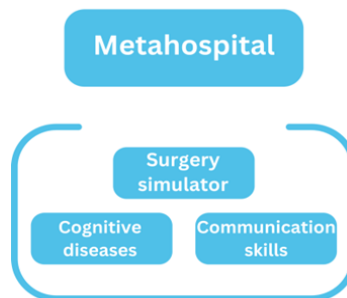 Metahospital
Surgery
simulator
Cognitive
diseases
Communication
skills